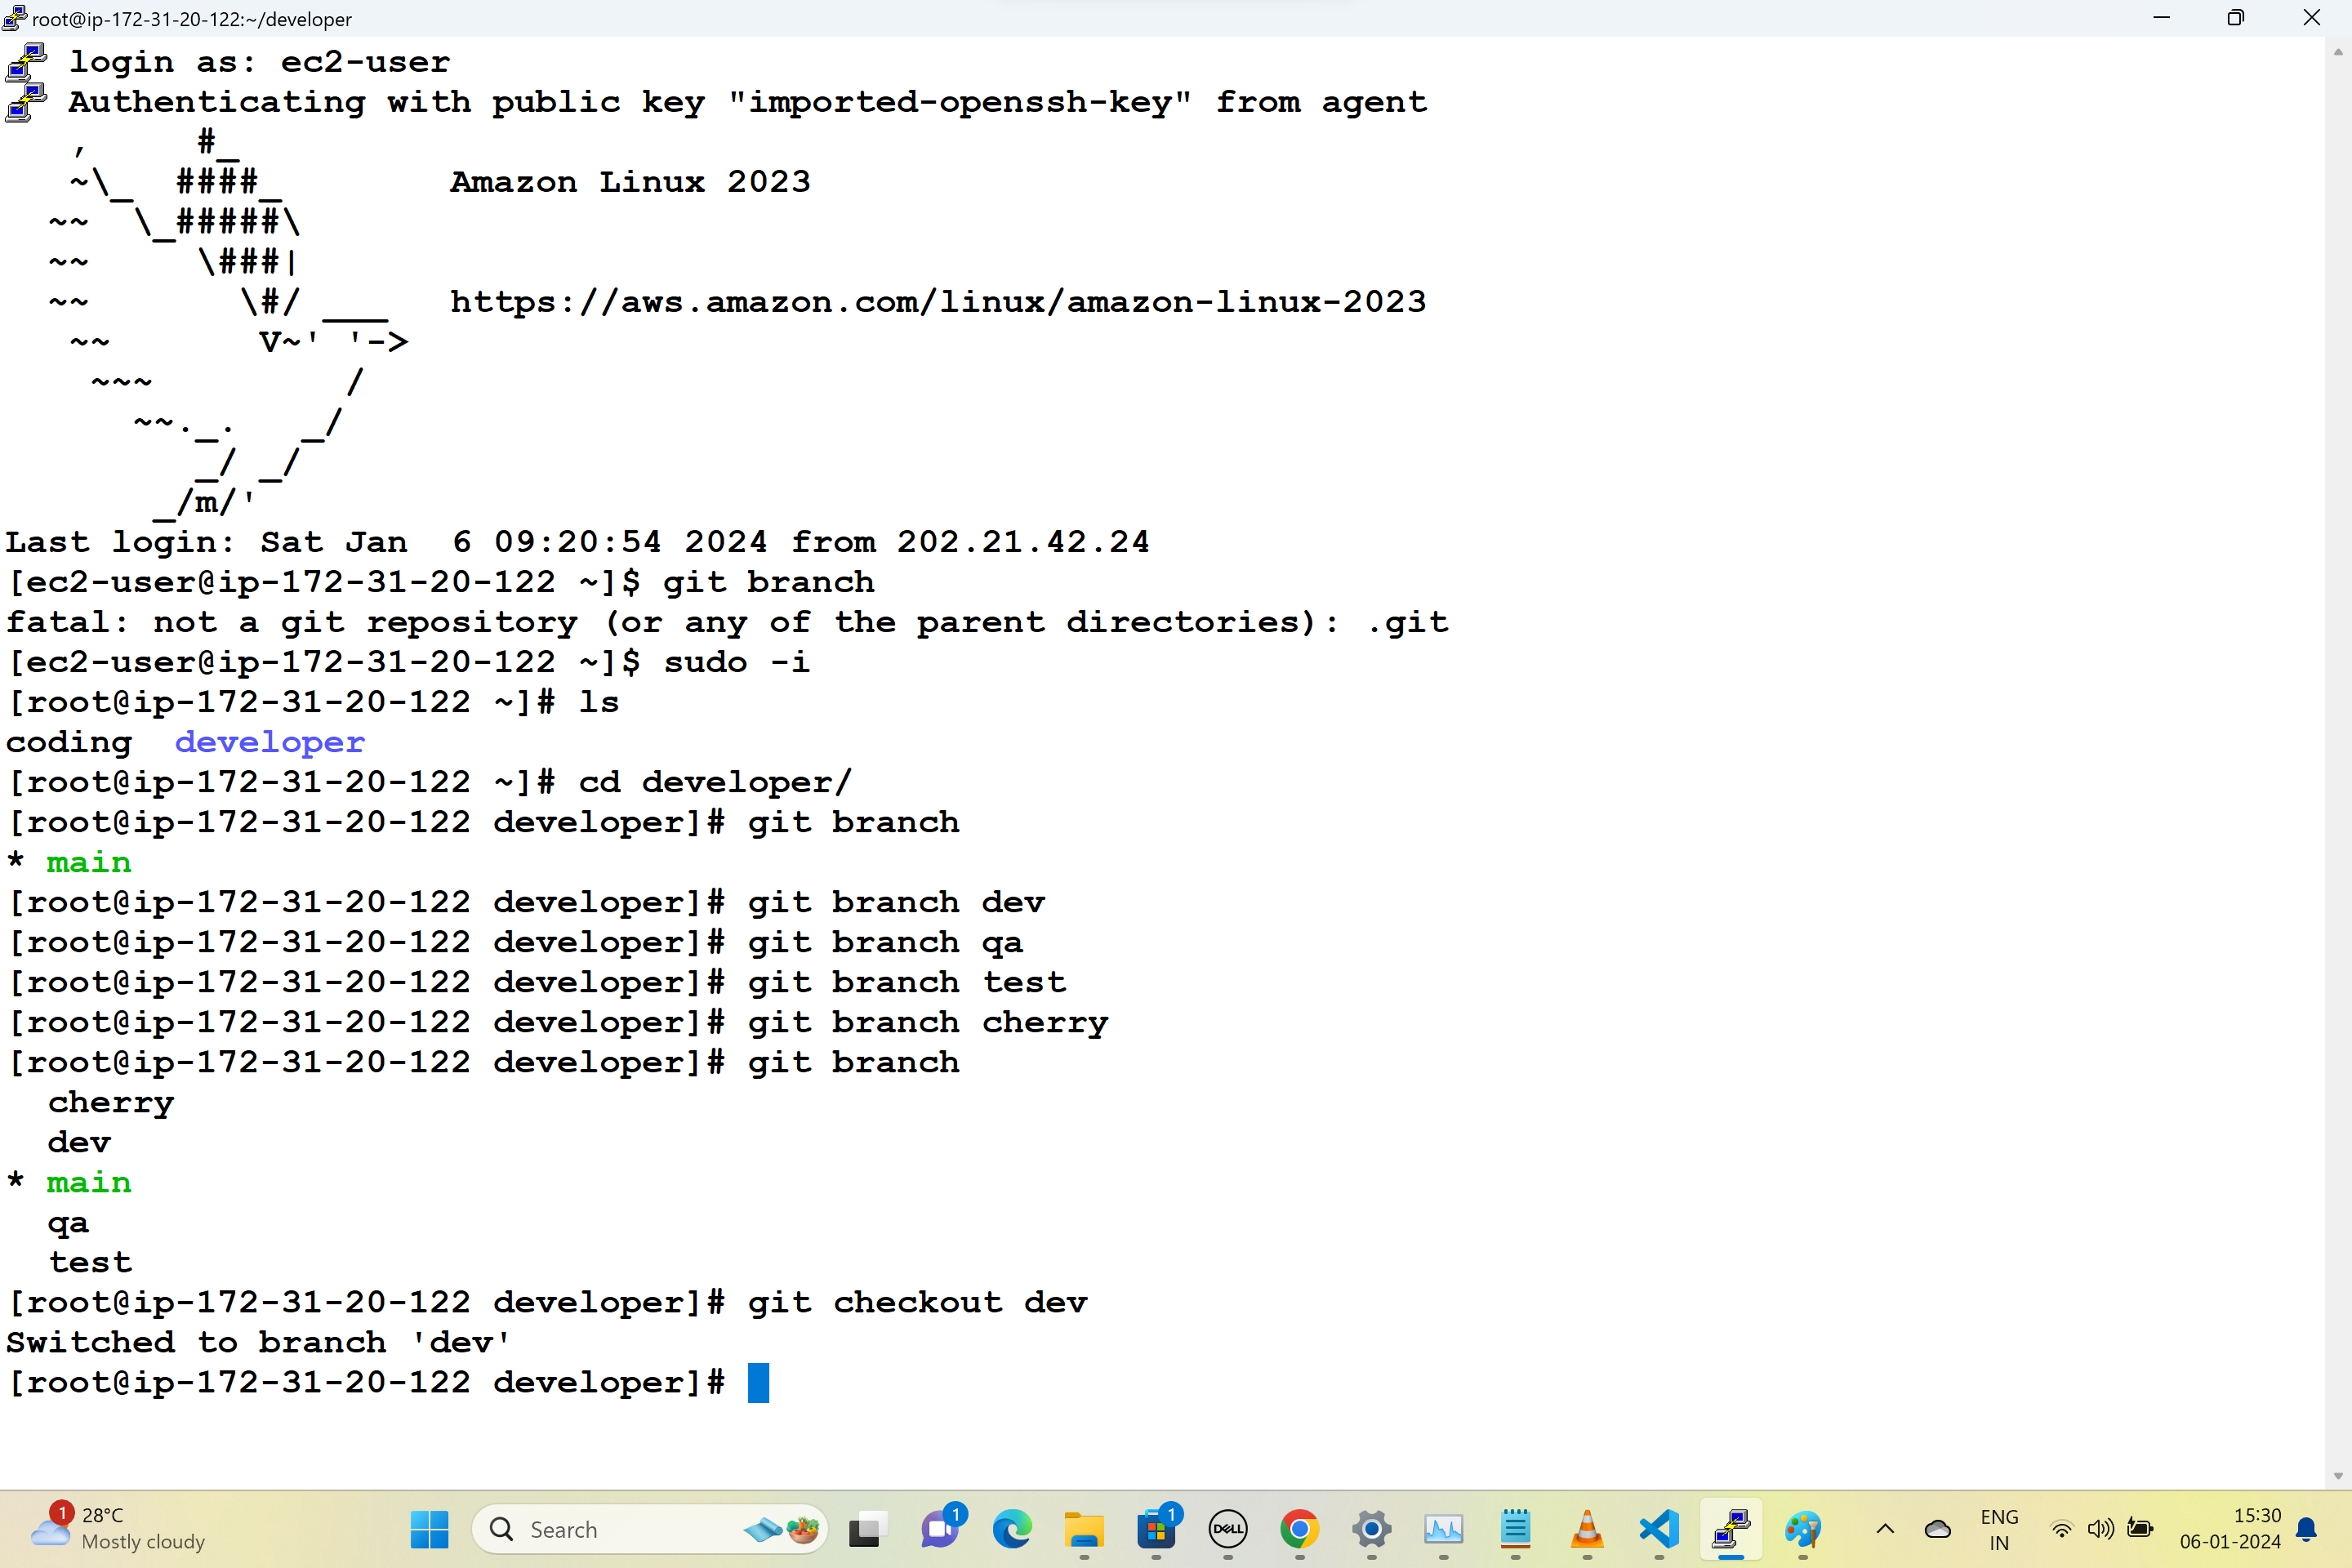 root@ip-172-31-20-122:~/developer
login as: ec2-user
Authenticating with public key "imported-openssh-key" from agent
   ,     #_
   ~\_  ####_        Amazon Linux 2023
  ~~  \_#####\
  ~~     \###|
  ~~       \#/ ___   https://aws.amazon.com/linux/amazon-linux-2023
   ~~       V~' '->
    ~~~         /
      ~~._.   _/
         _/ _/
       _/m/'
Last login: Sat Jan  6 09:20:54 2024 from 202.21.42.24
[ec2-user@ip-172-31-20-122 ~]$ git branch
fatal: not a git repository (or any of the parent directories): .git
[ec2-user@ip-172-31-20-122 ~]$ sudo -i
[root@ip-172-31-20-122 ~]# ls
coding  developer
[root@ip-172-31-20-122 ~]# cd developer/
[root@ip-172-31-20-122 developer]# git branch
* main
[root@ip-172-31-20-122 developer]# git branch dev
[root@ip-172-31-20-122 developer]# git branch qa
[root@ip-172-31-20-122 developer]# git branch test
[root@ip-172-31-20-122 developer]# git branch cherry
[root@ip-172-31-20-122 developer]# git branch
  cherry
  dev
* main
  qa
  test
[root@ip-172-31-20-122 developer]# git checkout dev
Switched to branch 'dev'
[root@ip-172-31-20-122 developer]#
1
28°C
Mostly cloudy
Search
1
1
DELL
ENG
IN
15:30
06-01-2024